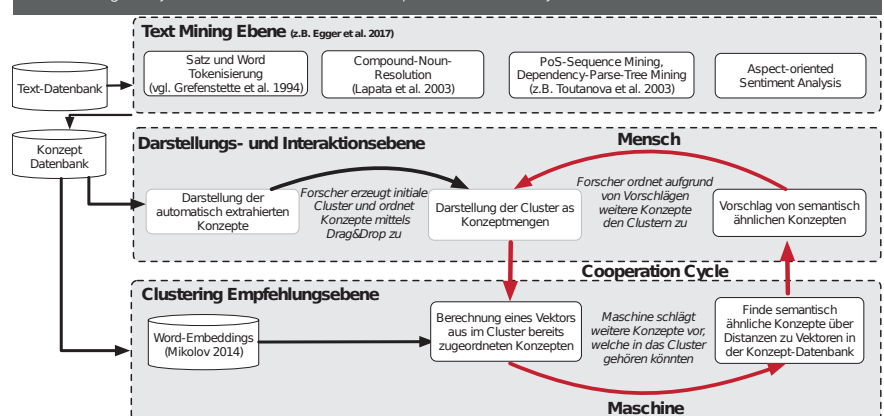 Text Mining Ebene (z.B. Egger et al. 2017)
Text-Datenbank
Satz und Word
Tokenisierung
(vgl. Grefenstette et al. 1994)
Compound-Noun-
Resolution
(Lapata et al. 2003)
PoS-Sequence Mining,
Dependency-Parse-Tree Mining
(z.B. Toutanova et al. 2003)
Aspect-oriented
Sentiment Analysis
Konzept
Datenbank
Darstellungs- und Interaktionsebene
Mensch
Darstellung der
automatisch extrahierten
Konzepte
Forscher erzeugt initiale
Cluster und ordnet
Konzepte mittels
Drag&Drop zu
Darstellung der Cluster as
Konzeptmengen
Forscher ordnet aufgrund
von Vorschlägen
weitere Konzepte
den Clustern zu
Vorschlag von semantisch
ähnlichen Konzepten
Cooperation Cycle
Clustering Empfehlungsebene
Word-Embeddings
(Mikolov 2014)
Berechnung eines Vektors
aus im Cluster bereits
zugeordneten Konzepten
Maschine schlägt
weitere Konzepte vor,
welche in das Cluster
gehören könnten
Finde semantisch
ähnliche Konzepte über
Distanzen zu Vektoren in
der Konzept-Datenbank
Maschine